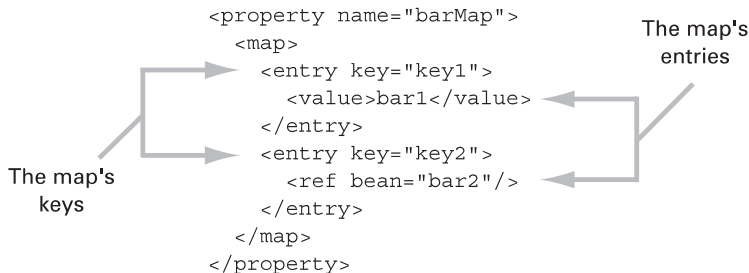 <property name="barMap">
<map>
<entry key="key1">
<value>bar1</value>
</entry>
<entry key="key2">
<ref bean="bar2"/>
</entry>
</map>
</property>
The map's
keys
The map's
entries